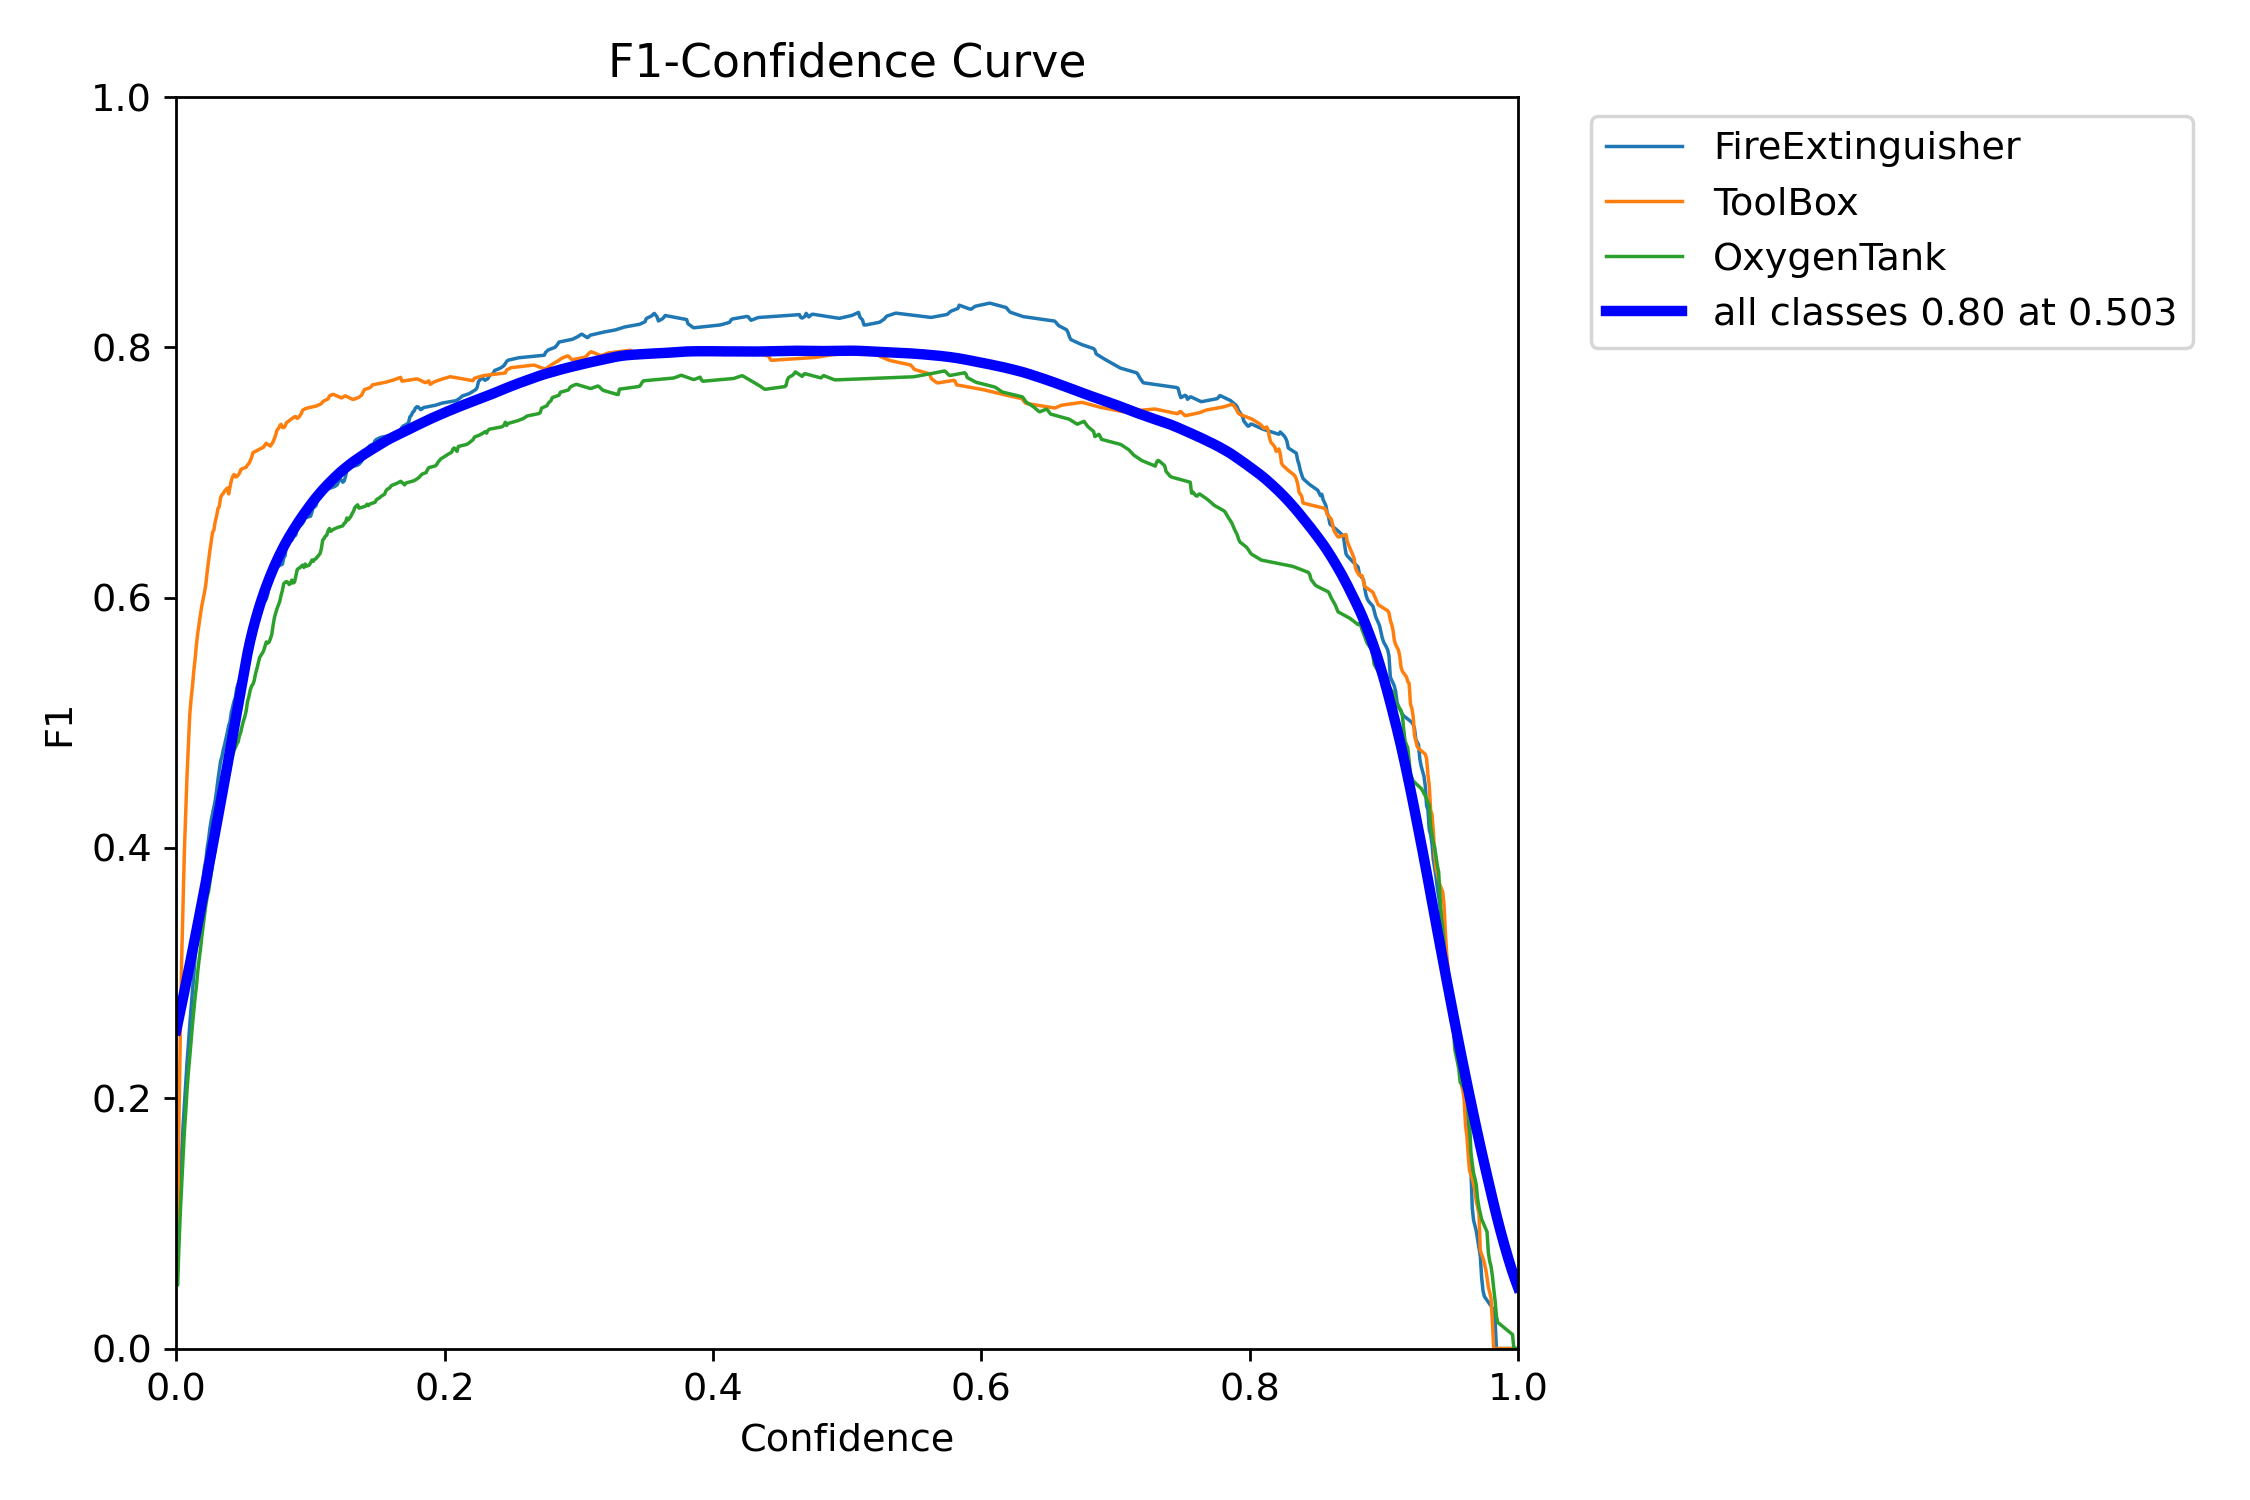 F1-Confidence Curve
1.0
0.8
0.6
0.4
0.2
0.0
F1
0.0 0.2 0.4 0.6 0.8 1.0
Confidence
FireExtinguisher
ToolBox
OxygenTank
all classes 0.80 at 0.503